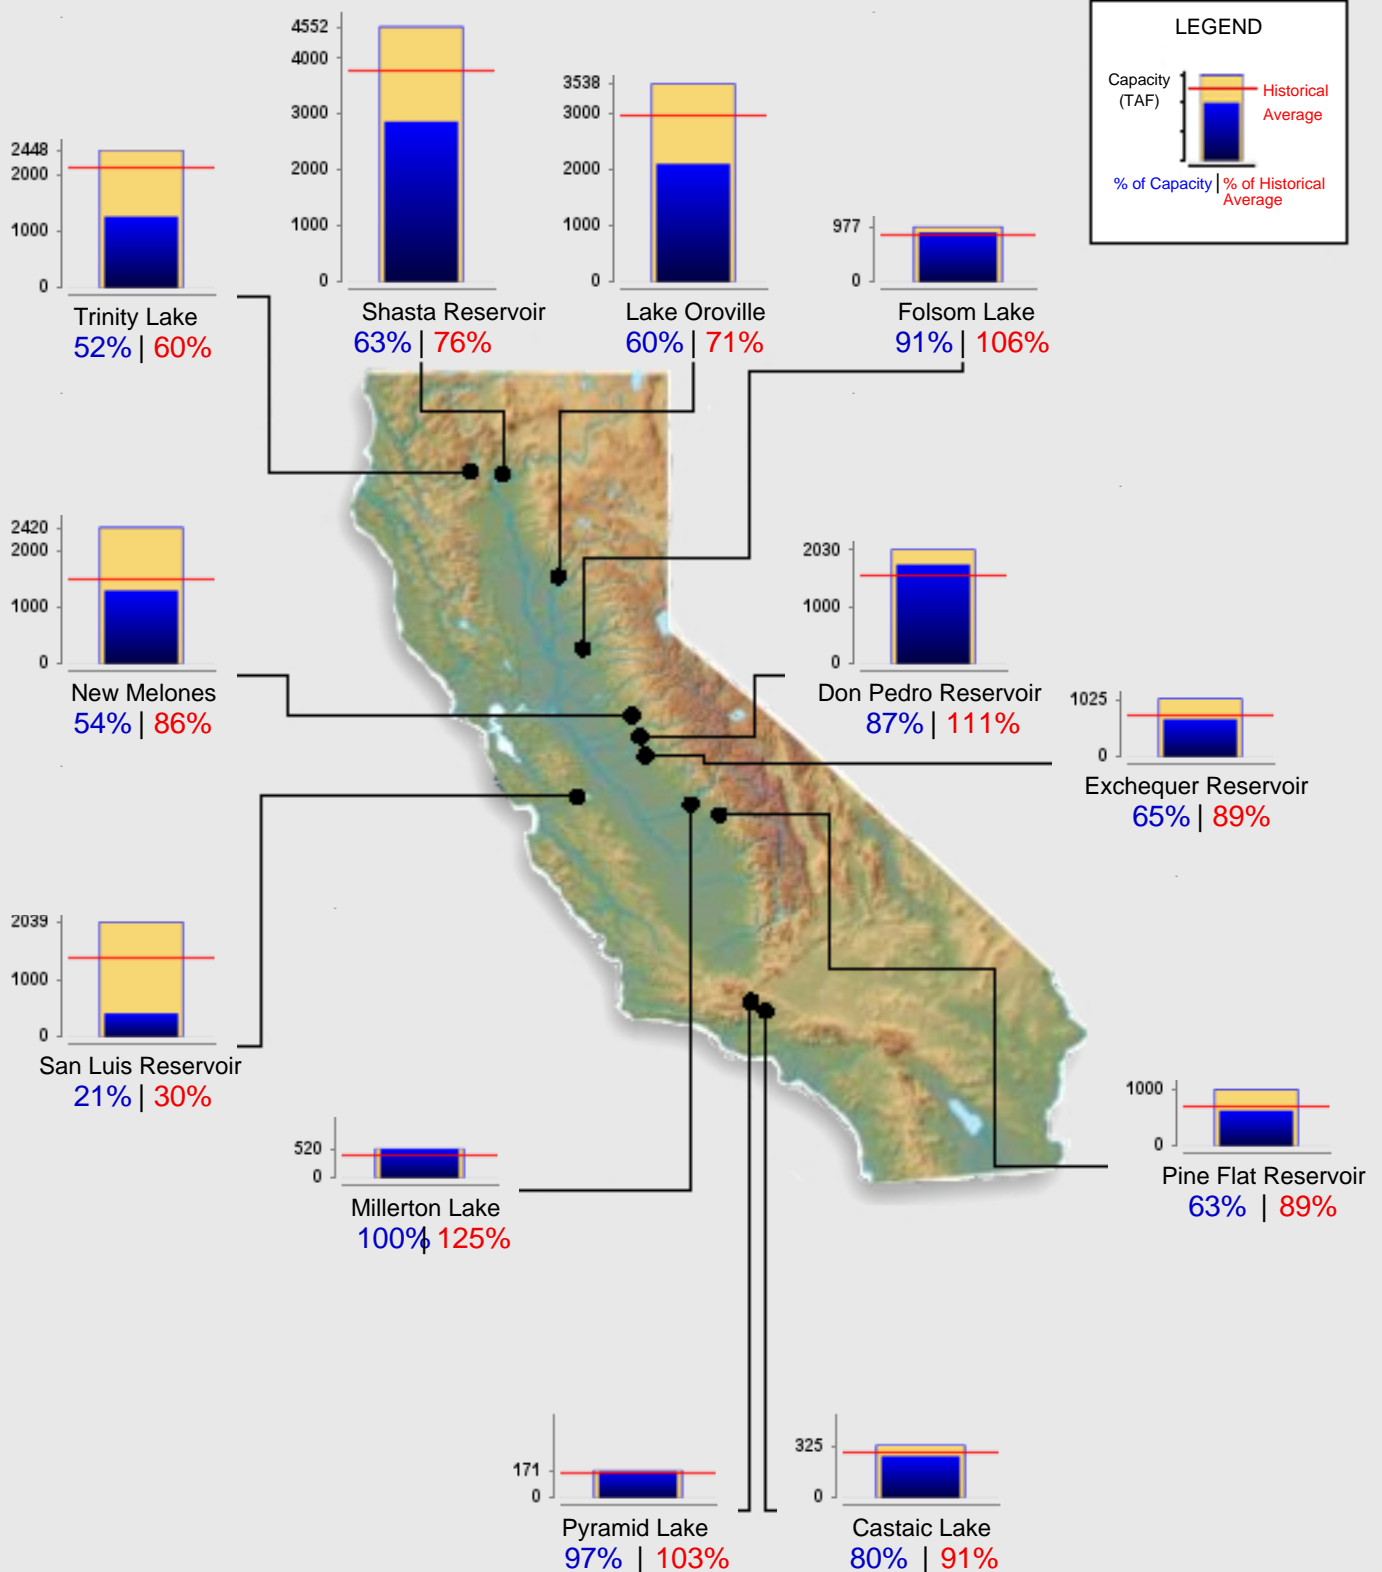 LEGEND
Capacity
(TAF)
Historical
Average
% of Capacity | % of Historical
Average
4552
4000
3000
2000
1000
0
Shasta Reservoir
63% | 76%
3538
3000
2000
1000
0
Lake Oroville
60% | 71%
2448
2000
1000
0
Trinity Lake
52% | 60%
977
0
Folsom Lake
91% | 106%
2420
2000
1000
0
New Melones
54% | 86%
2030
1000
0
Don Pedro Reservoir
87% | 111%
1025
0
Exchequer Reservoir
65% | 89%
2039
1000
0
San Luis Reservoir
21% | 30%
520
0
Millerton Lake
100% | 125%
1000
0
Pine Flat Reservoir
63% | 89%
171
0
Pyramid Lake
97% | 103%
325
0
Castaic Lake
80% | 91%